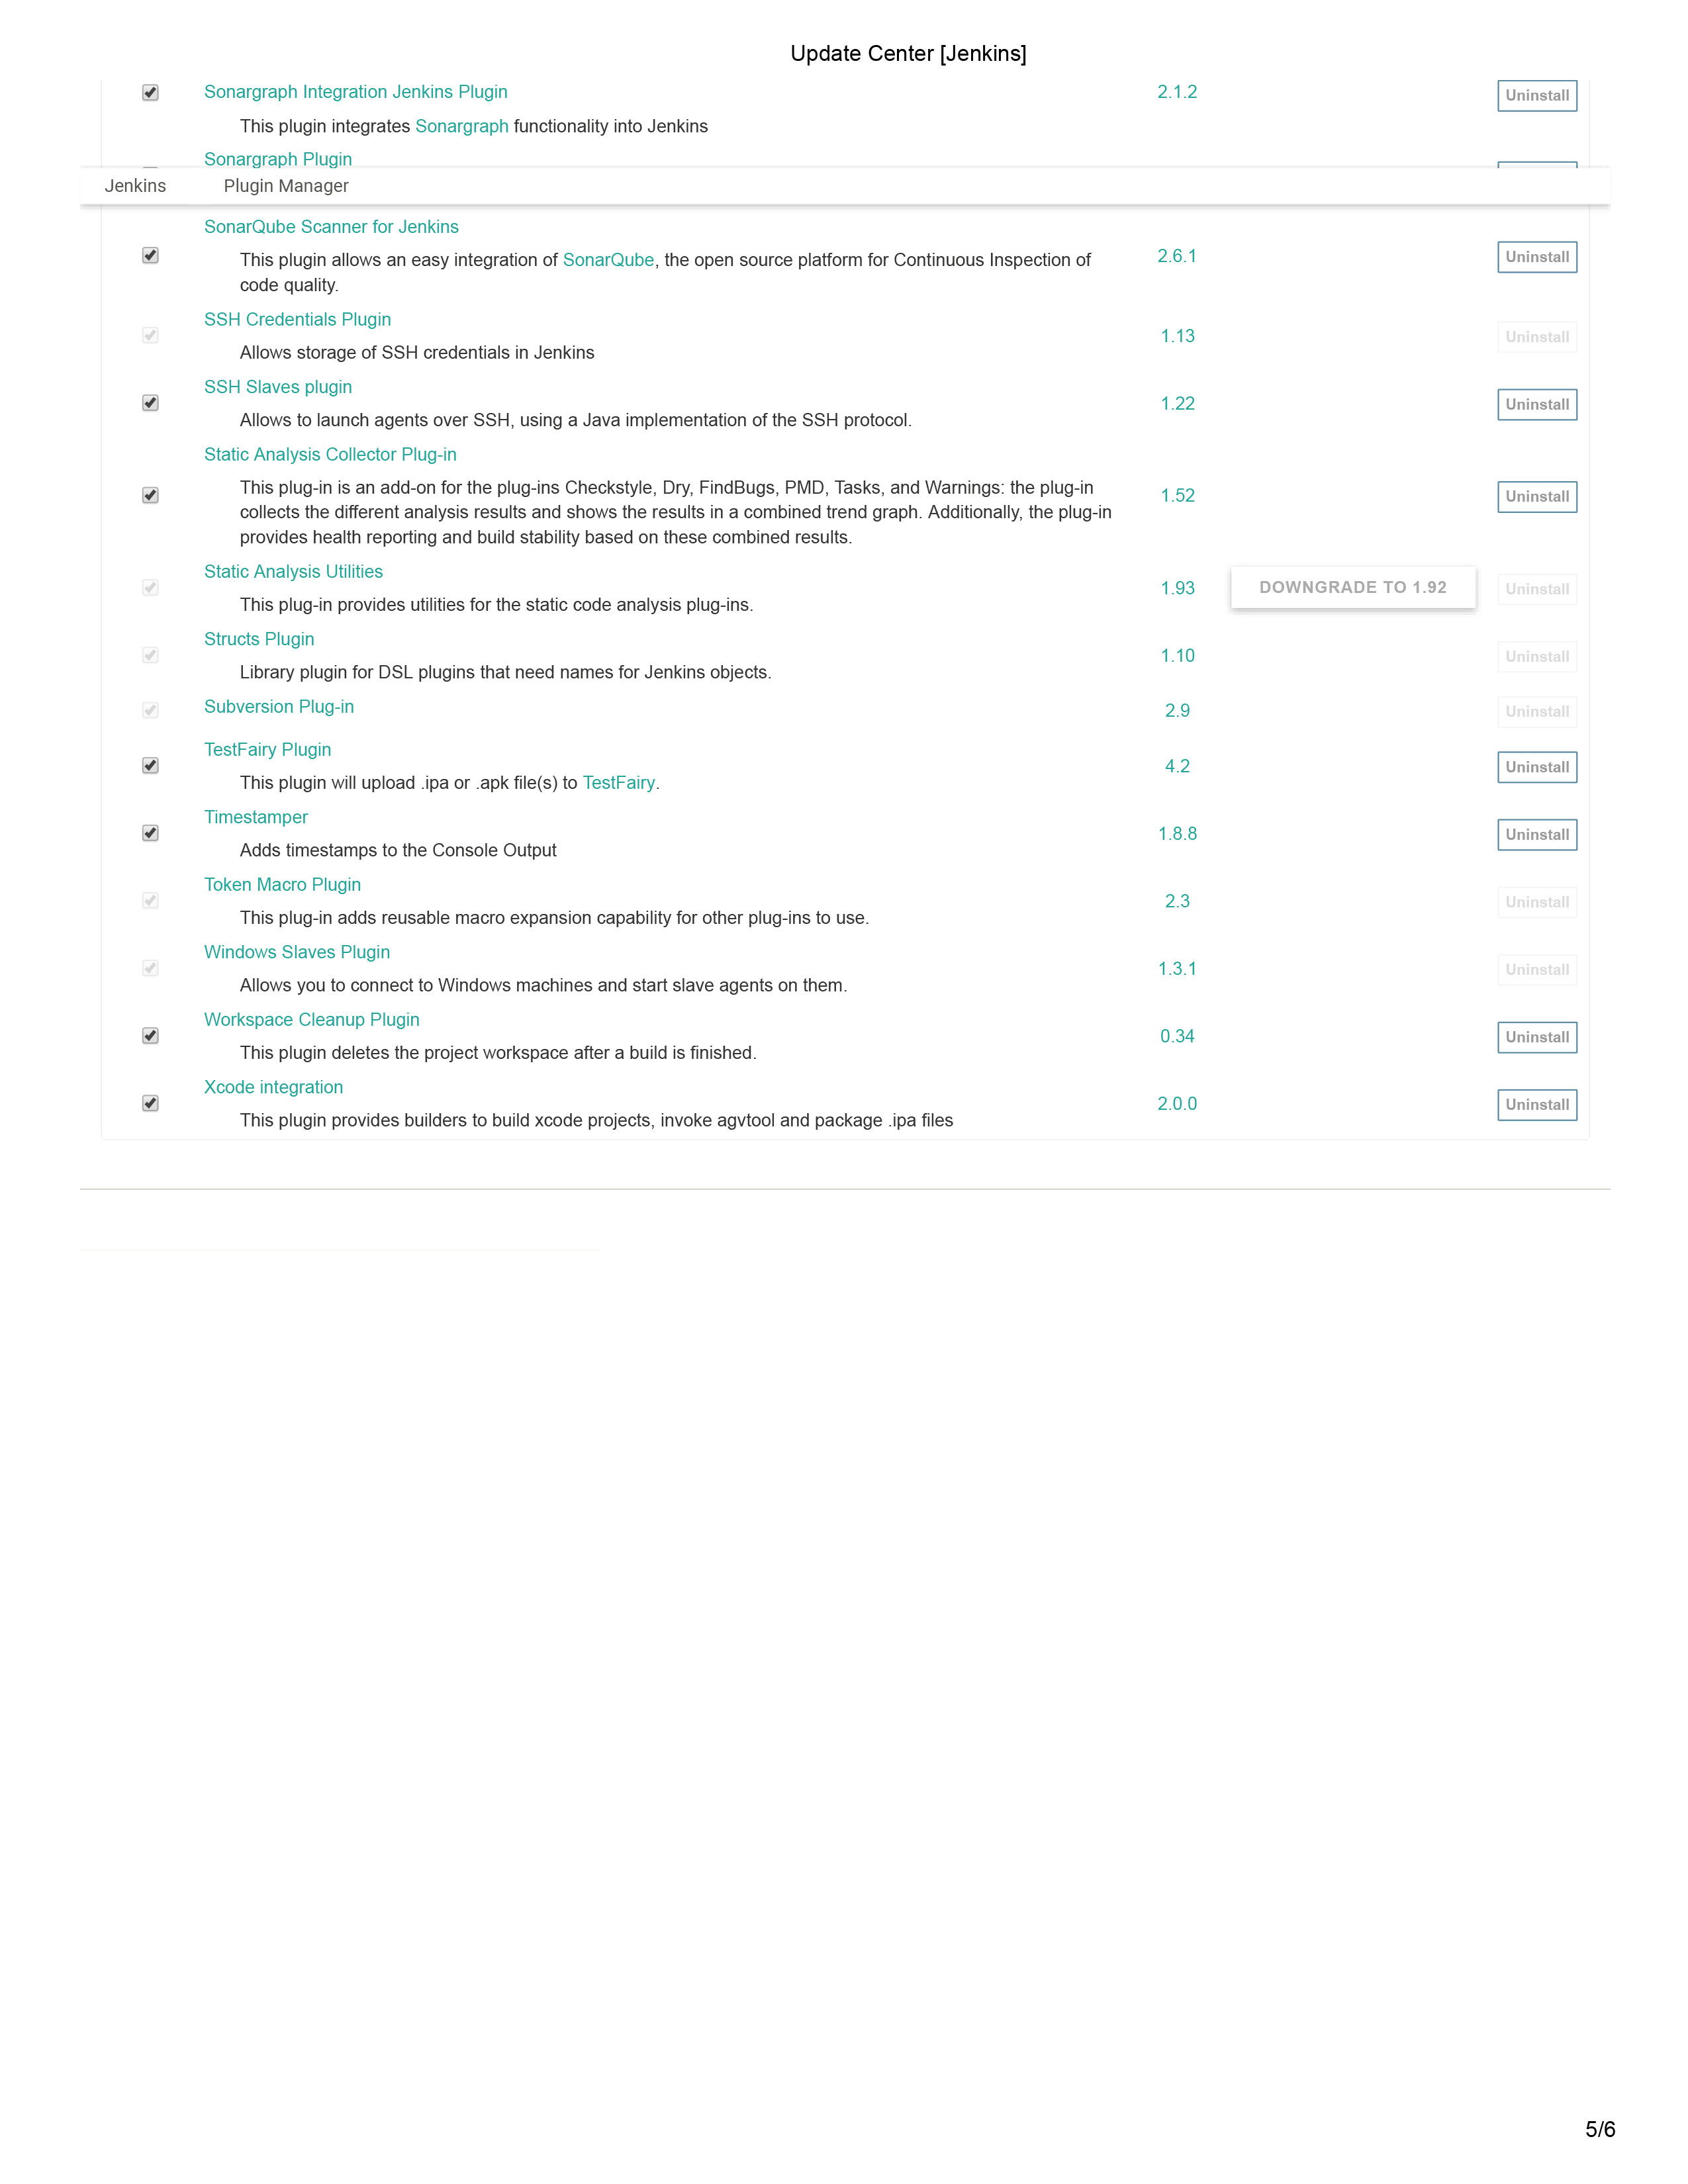 Update Center [Jenkins]
Sonargraph Integration Jenkins Plugin 2.1.2 Uninstall
This plugin integrates Sonargraph functionality into Jenkins
Sonargraph Plugin
Jenkins Plugin Manager
SonarQube Scanner for Jenkins
This plugin allows an easy integration of SonarQube, the open source platform for Continuous Inspection of 2.6.1 Uninstall
code quality.
SSH Credentials Plugin
1.13 Uninstall
Allows storage of SSH credentials in Jenkins
SSH Slaves plugin
1.22 Uninstall
Allows to launch agents over SSH, using a Java implementation of the SSH protocol.
Static Analysis Collector Plug-in
This plug-in is an add-on for the plug-ins Checkstyle, Dry, FindBugs, PMD, Tasks, and Warnings: the plug-in 1.52 Uninstall
collects the different analysis results and shows the results in a combined trend graph. Additionally, the plug-in
provides health reporting and build stability based on these combined results.
Static Analysis Utilities
1.93 DOWNGRADE TO 1.92 Uninstall
This plug-in provides utilities for the static code analysis plug-ins.
Structs Plugin
1.10 Uninstall
Library plugin for DSL plugins that need names for Jenkins objects.
Subversion Plug-in 2.9 Uninstall
TestFairy Plugin
4.2 Uninstall
This plugin will upload .ipa or .apk file(s) to TestFairy.
Timestamper
1.8.8 Uninstall
Adds timestamps to the Console Output
Token Macro Plugin
2.3 Uninstall
This plug-in adds reusable macro expansion capability for other plug-ins to use.
Windows Slaves Plugin
1.3.1 Uninstall
Allows you to connect to Windows machines and start slave agents on them.
Workspace Cleanup Plugin
0.34 Uninstall
This plugin deletes the project workspace after a build is finished.
Xcode integration
2.0.0 Uninstall
This plugin provides builders to build xcode projects, invoke agvtool and package .ipa files
5/6